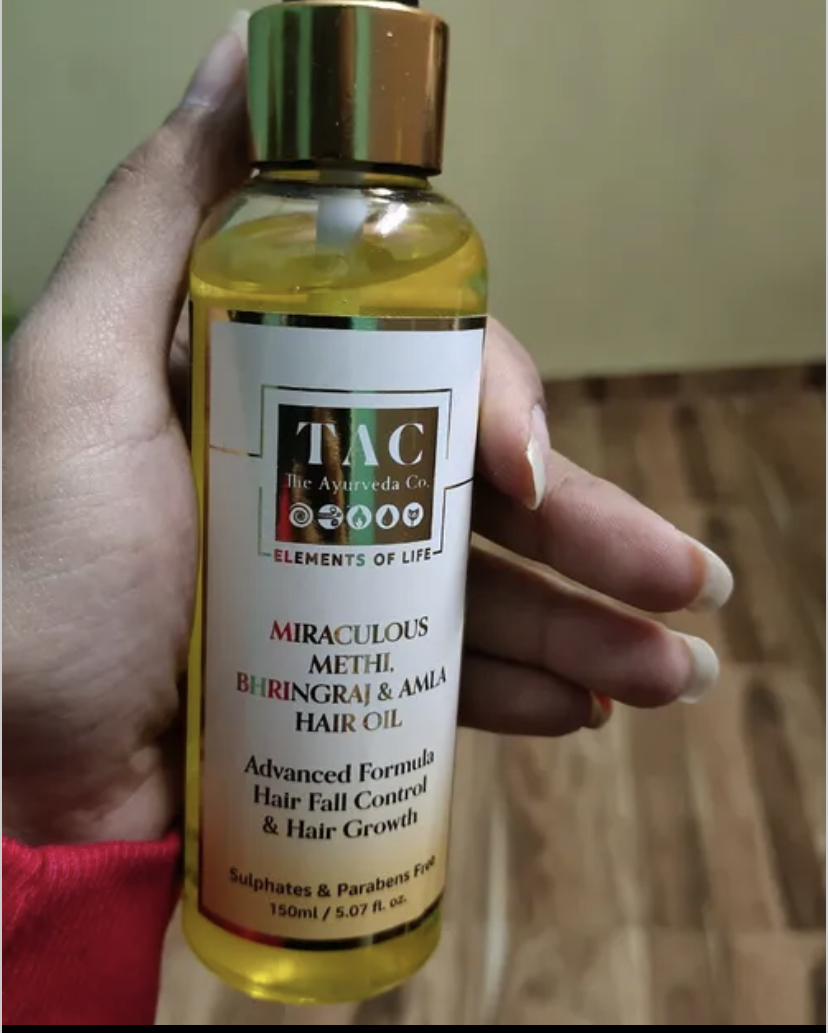 TAC
The Ayurveda Co.
ELEMENTS OF LIFE
MIRACULOUS
METHI,
BHRINGRAJ & AMLA
HAIR OIL
Advanced Formula
Hair Fall Control
& Hair Growth
Sulphates & Parabens Free
150ml / 5.07 fl. oz.